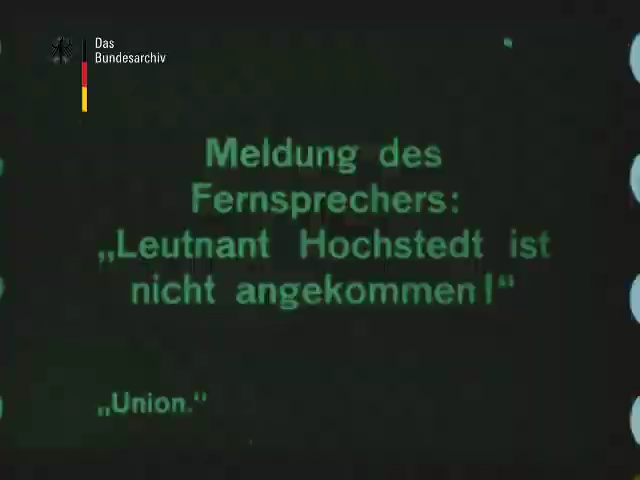 Das
Bundesarchiv
Meldung des
Fernsprechers:
„Leutnant Hochstedt ist
nicht angekommen!“
„Union.“